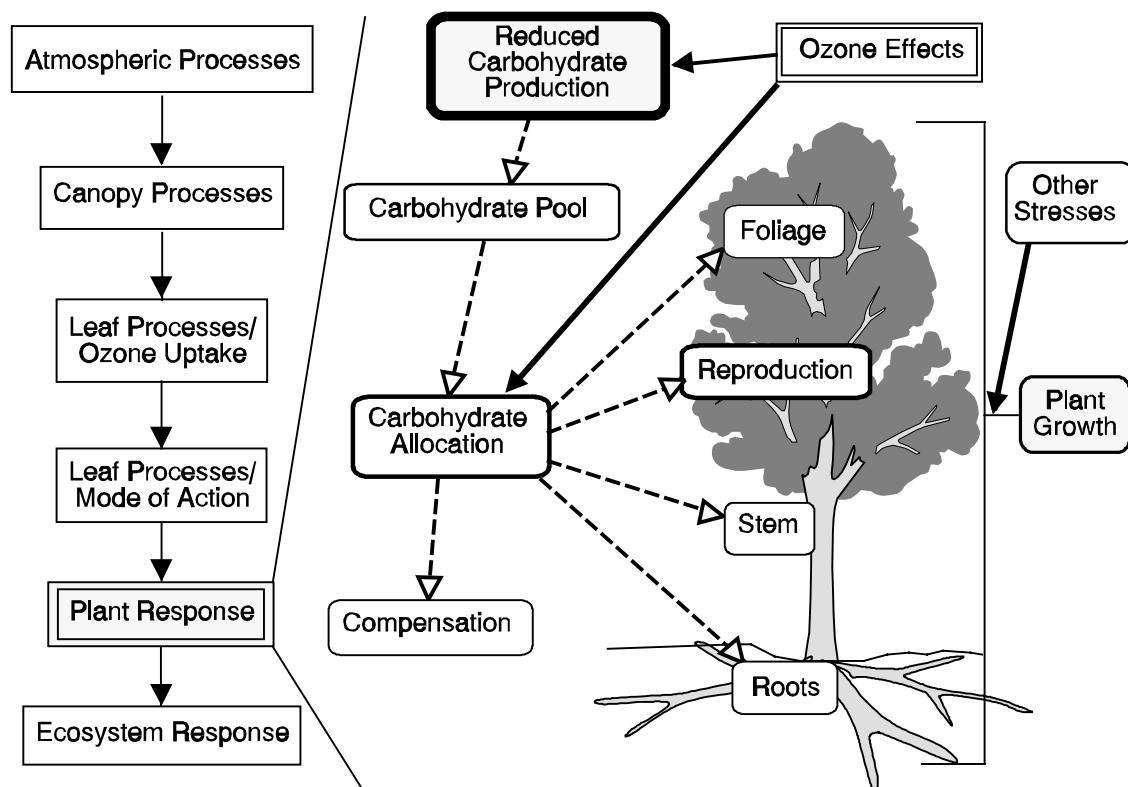 Atmospheric Processes
Canopy Processes
Leaf Processes/
Ozone Uptake
Leaf Processes/
Mode of Action
Plant Response
Ecosystem Response
Reduced
Carbohydrate
Production
Ozone Effects
Carbohydrate Pool
Foliage
Other
Stresses
Reproduction
Carbohydrate
Allocation
Plant
Growth
Stem
Compensation
Roots